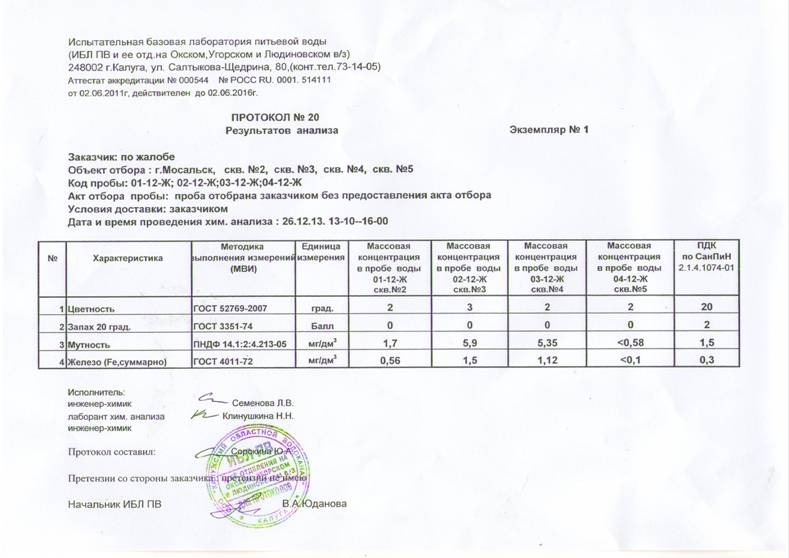 Испытательная базовая лаборатория питьевой воды
(ИБЛ ПВ и ее отд.на Окском,Угорском и Людиновском в/з)
248002 г.Калуга, ул. Салтыкова-Щедрина, 80,(конт.тел.73-14-05)
Аттестат аккредитации № 000544 № РОСС RU. 0001. 514111
от 02.06.2011г, действителен до 02.06.2016г.
ПРОТОКОЛ № 20
Результатов анализа Экземпляр № 1
Заказчик: по жалобе
Объект отбора : г.Мосальск, скв. №2, скв. №3, скв. №4, скв. №5
Код пробы: 01-12-Ж; 02-12-Ж;03-12-Ж;04-12-Ж
Акт отбора пробы: проба отобрана заказчиком без предоставления акта отбора
Условия доставки: заказчиком
Дата и время проведения хим. анализа : 26.12.13. 13-10--16-00
№ Характеристика Методика выполнения измерений (МВИ) Единица измерения Массовая концентрация в пробе воды 01-12-Ж скв.№2 Массовая концентрация в пробе воды 02-12-Ж скв.№3 Массовая концентрация в пробе воды 03-12-Ж скв.№4 Массовая концентрация в пробе воды 04-12-Ж скв.№5 ПДК по СанПиН 2.1.4.1074-01
1 Цветность ГОСТ 52769-2007 град. 2 3 2 2 20
2 Запах 20 град. ГОСТ 3351-74 Балл 0 0 0 0 2
3 Мутность ПНДФ 14.1:2:4.213-05 мг/дм³ 1,7 5,9 5,35 <0,58 1,5
4 Железо (Fe,суммарно) ГОСТ 4011-72 мг/дм³ 0,56 1,5 1,12 <0,1 0,3
Исполнитель:
инженер-химик Семенова Л.В.
лаборант хим. анализа Клинушкина Н.Н.
инженер-химик
Протокол составил: Сорокина Ю.А.
Претензии со стороны заказчика : претензий не имею
Начальник ИБЛ ПВ В.А.Юданова
ИБЛ ПВ
КАЛУГА